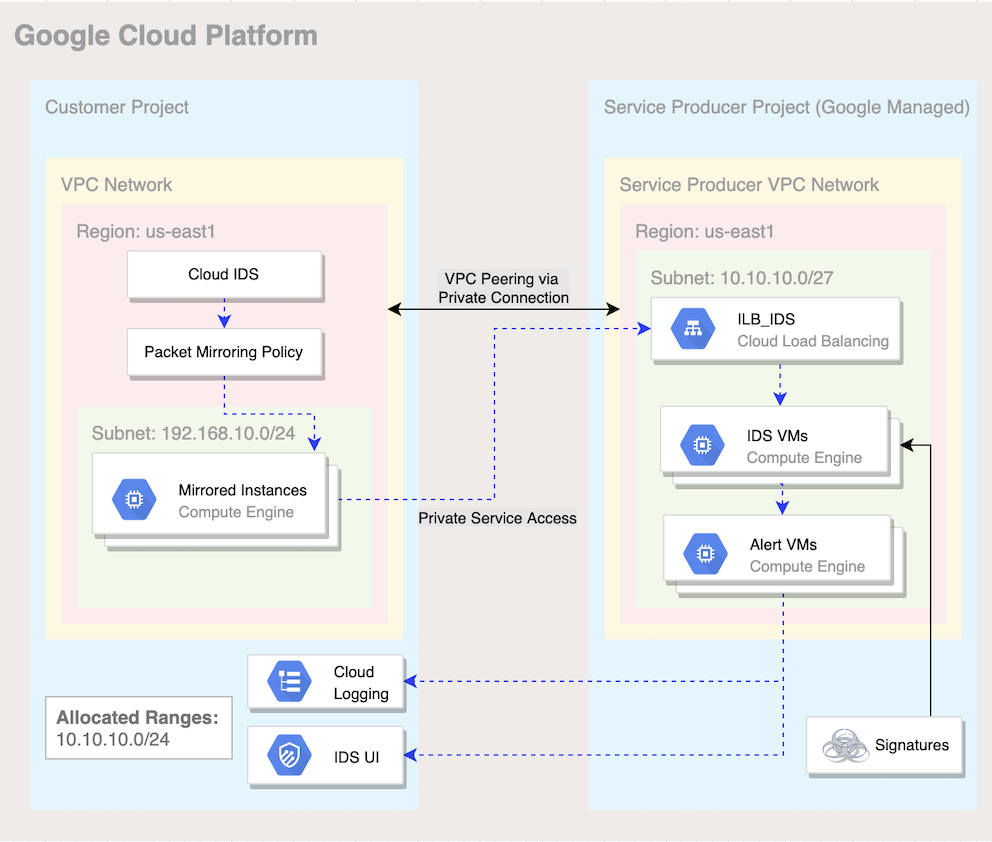 Google Cloud Platform
Customer Project
VPC Network
Region: us-east1
Cloud IDS
Packet Mirroring Policy
Subnet: 192.168.10.0/24
Mirrored Instances
Compute Engine
Cloud
Logging
IDS UI
Allocated Ranges:
10.10.10.0/24
VPC Peering via
Private Connection
Private Service Access
Service Producer Project (Google Managed)
Service Producer VPC Network
Region: us-east1
Subnet: 10.10.10.0/27
ILB_IDS
Cloud Load Balancing
IDS VMs
Compute Engine
Alert VMs
Compute Engine
Signatures